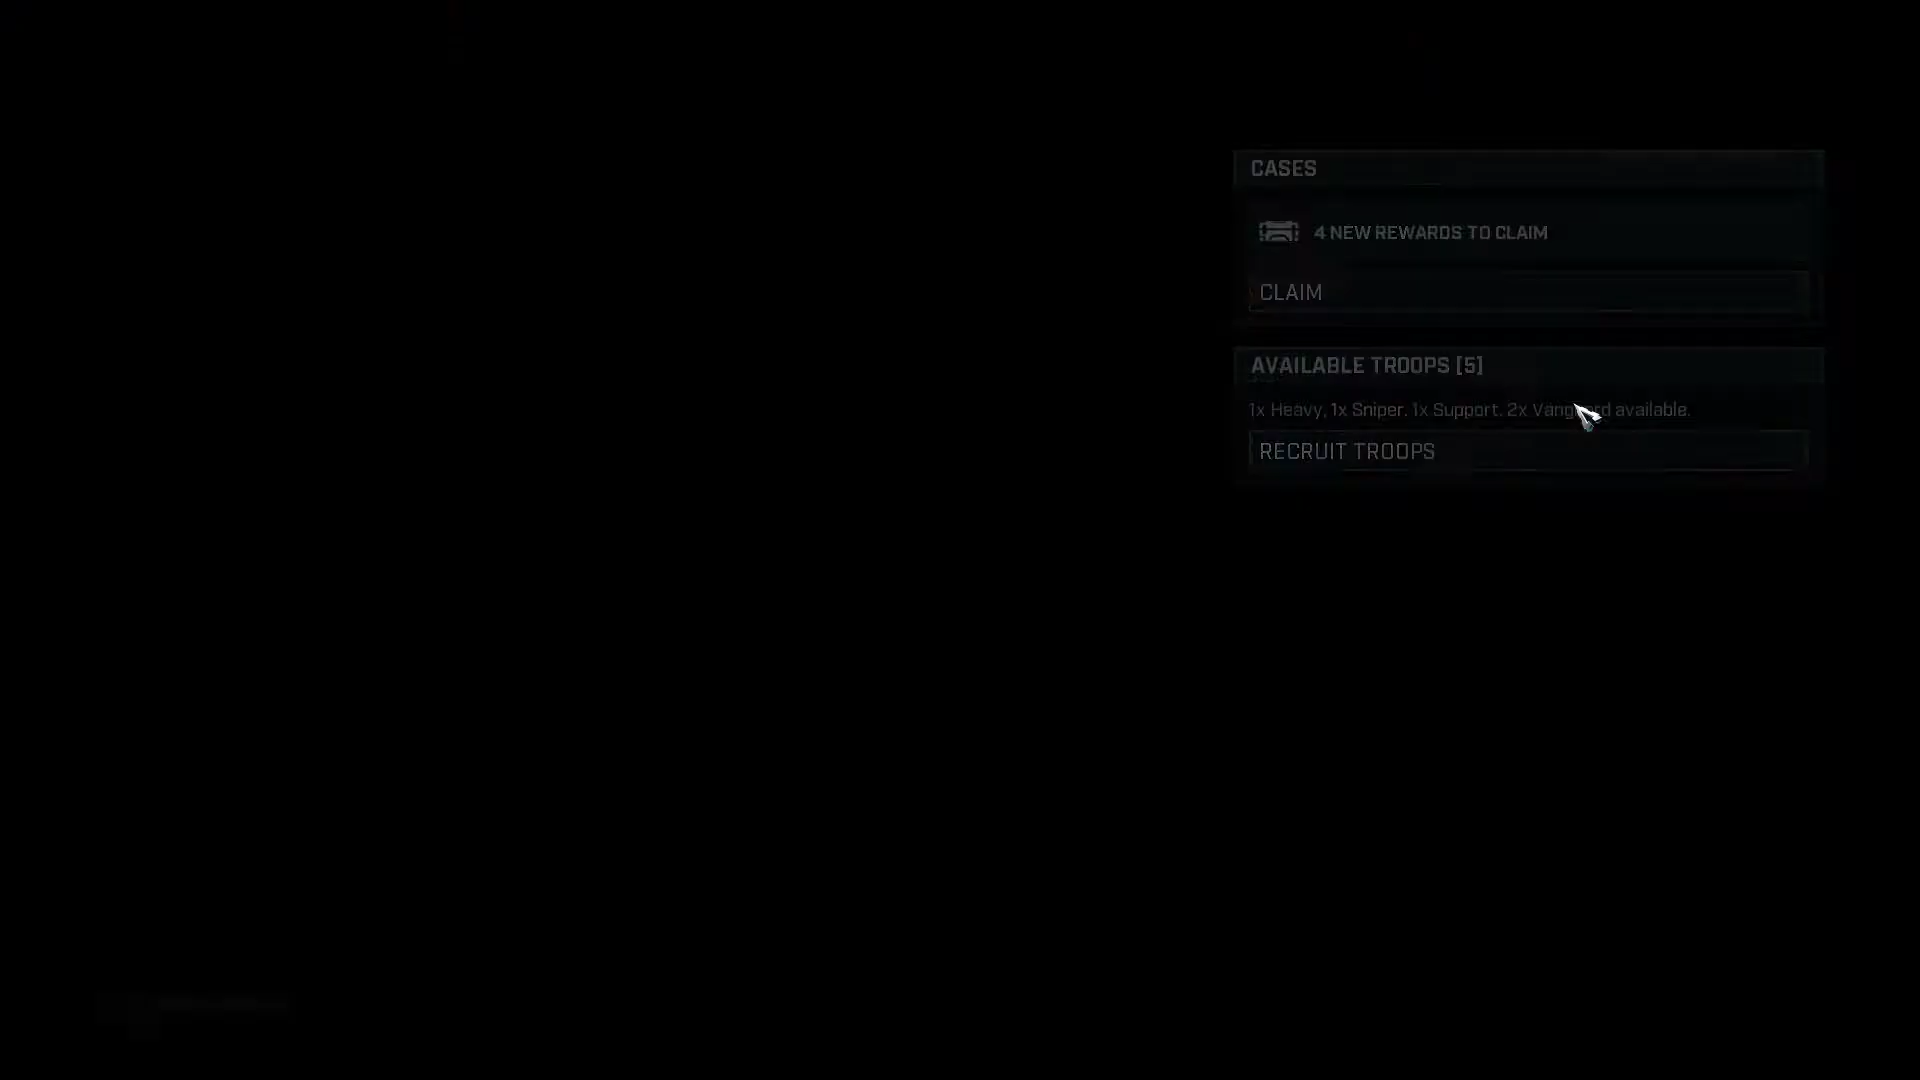 CASES
4 NEW REWARDS TO CLAIM
CLAIM
AVAILABLE TROOPS [5]
1x Heavy, 1x Sniper, 1x Support, 2x Vanguard available.
RECRUIT TROOPS